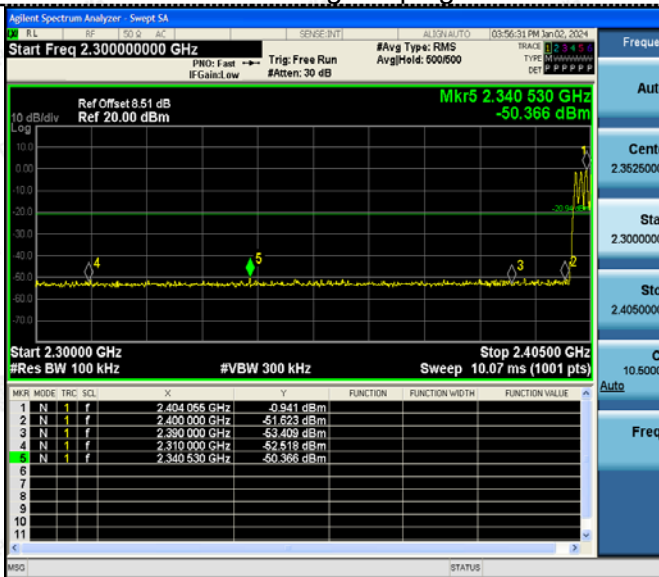 Agilent Spectrum Analyzer - Swept SA
RL RF 50 Ω AC SENSE:INT ALIGN AUTO 03:56:31 PM Jan 02, 2024
Start Freq 2.300000000 GHz
PNO: Fast
IFGain:Low
Trig: Free Run
#Atten: 30 dB
#Avg Type: RMS
Avg|Hold: 500/500
TRACE 1 2 3 4 5 6
TYPE M WWWWW
DET P P P P P P
Freque
Mkr5 2.340 530 GHz
-50.366 dBm
Ref Offset 8.51 dB
10 dB/div Ref 20.00 dBm
Log
10.0
0.00
-10.0
-20.0
-30.0
-40.0
-50.0
-60.0
-70.0
1
2
3
4
5
Start 2.30000 GHz Stop 2.40500 GHz
#Res BW 100 kHz #VBW 300 kHz Sweep 10.07 ms (1001 pts)
MKR MODE TRC SCL X Y FUNCTION FUNCTION WIDTH FUNCTION VALUE
1 N 1 f 2.404 055 GHz -0.941 dBm
2 N 1 f 2.400 000 GHz -51.623 dBm
3 N 1 f 2.390 000 GHz -53.409 dBm
4 N 1 f 2.310 000 GHz -52.518 dBm
5 N 1 f 2.340 530 GHz -50.366 dBm
6
7
8
9
10
11
MSG STATUS
Aut
Cent
2.3525000
Sta
2.3000000
Sto
2.4050000
C
10.5000
Auto
Freq